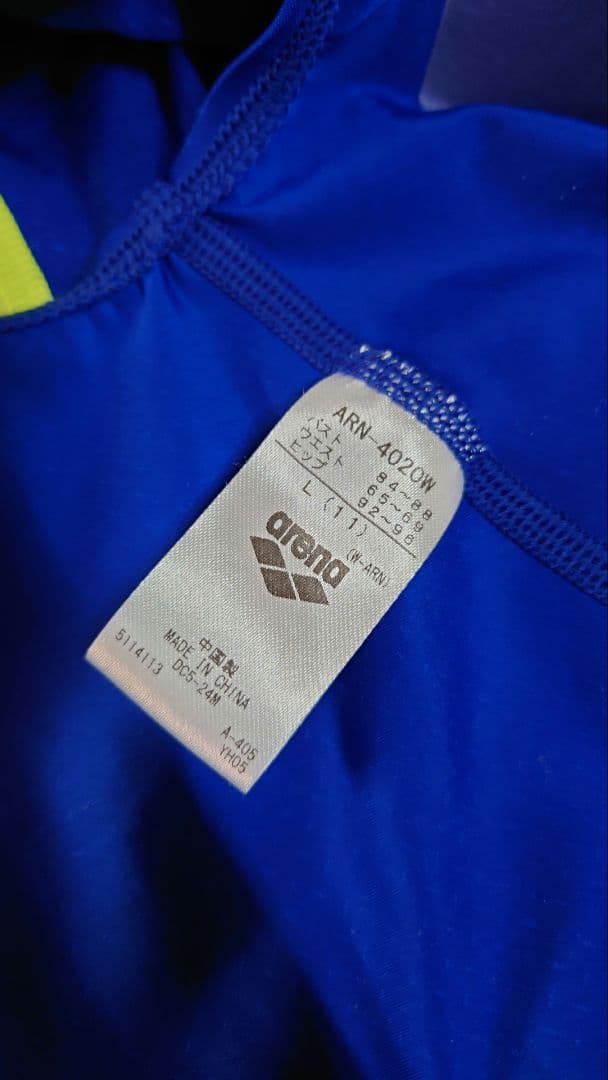 ARN-4020W
バスト 84~88
ウエスト 65~69
ヒップ 92~96
L (11)
(W-ARN)
arena
中国製
MADE IN CHINA
5114113 DC5-24M
A-405
YH05